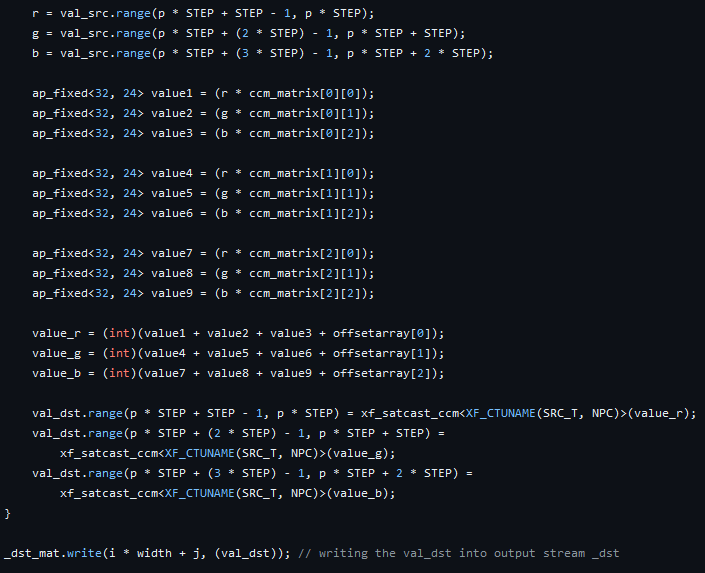 r = val_src.range(p * STEP + STEP - 1, p * STEP);
g = val_src.range(p * STEP + (2 * STEP) - 1, p * STEP + STEP);
b = val_src.range(p * STEP + (3 * STEP) - 1, p * STEP + 2 * STEP);
ap_fixed<32, 24> value1 = (r * ccm_matrix[0][0]);
ap_fixed<32, 24> value2 = (g * ccm_matrix[0][1]);
ap_fixed<32, 24> value3 = (b * ccm_matrix[0][2]);
ap_fixed<32, 24> value4 = (r * ccm_matrix[1][0]);
ap_fixed<32, 24> value5 = (g * ccm_matrix[1][1]);
ap_fixed<32, 24> value6 = (b * ccm_matrix[1][2]);
ap_fixed<32, 24> value7 = (r * ccm_matrix[2][0]);
ap_fixed<32, 24> value8 = (g * ccm_matrix[2][1]);
ap_fixed<32, 24> value9 = (b * ccm_matrix[2][2]);
value_r = (int)(value1 + value2 + value3 + offsetarray[0]);
value_g = (int)(value4 + value5 + value6 + offsetarray[1]);
value_b = (int)(value7 + value8 + value9 + offsetarray[2]);
val_dst.range(p * STEP + STEP - 1, p * STEP) = xf_satcast_ccm<XF_CTUNAME(SRC_T, NPC)>(value_r);
val_dst.range(p * STEP + (2 * STEP) - 1, p * STEP + STEP) =
xf_satcast_ccm<XF_CTUNAME(SRC_T, NPC)>(value_g);
val_dst.range(p * STEP + (3 * STEP) - 1, p * STEP + 2 * STEP) =
xf_satcast_ccm<XF_CTUNAME(SRC_T, NPC)>(value_b);
}
_dst_mat.write(i * width + j, (val_dst)); // writing the val_dst into output stream _dst